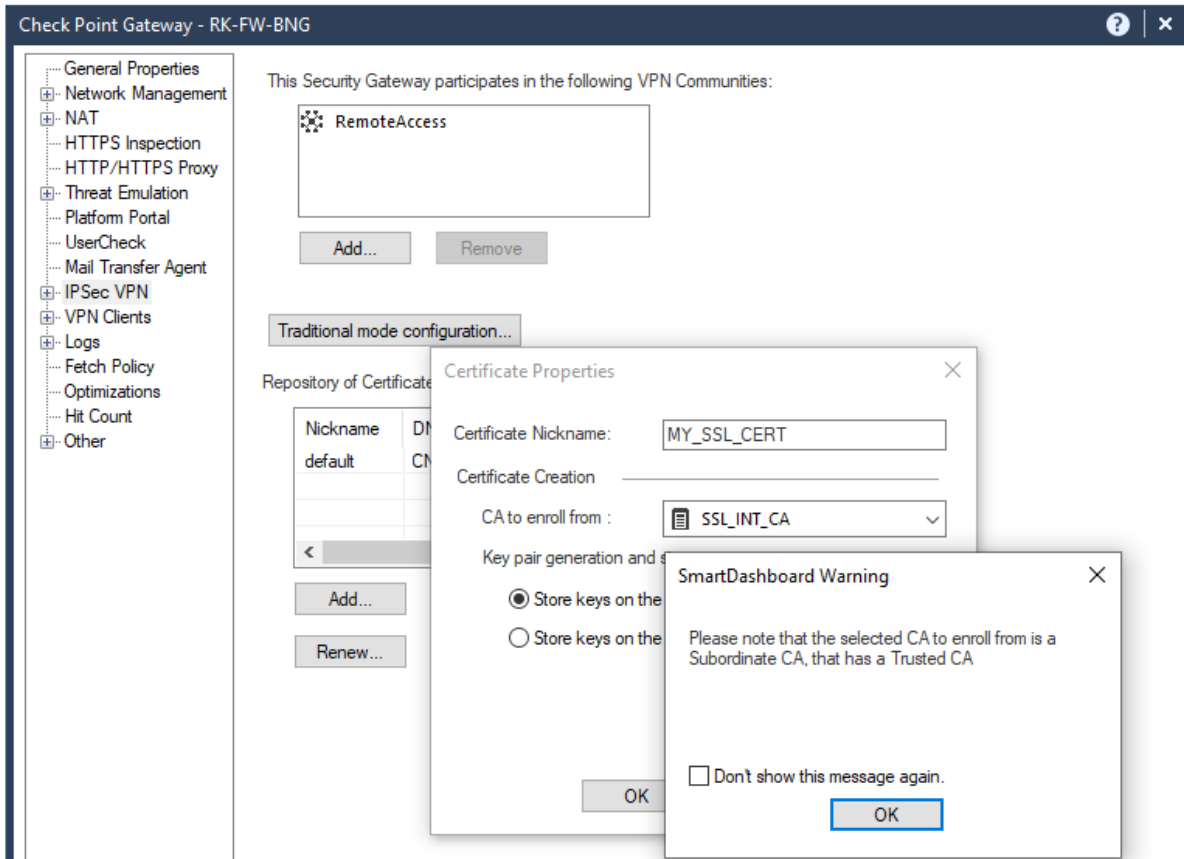 Check Point Gateway - RK-FW-BNG
General Properties
Network Management
NAT
HTTPS Inspection
HTTP/HTTPS Proxy
Threat Emulation
Platform Portal
UserCheck
Mail Transfer Agent
IPSec VPN
VPN Clients
Logs
Fetch Policy
Optimizations
Hit Count
Other
This Security Gateway participates in the following VPN Communities:
RemoteAccess
Add...
Remove
Traditional mode configuration...
Repository of Certificate
Nickname
default
Add...
Renew...
Certificate Properties
Certificate Nickname:
MY_SSL_CERT
Certificate Creation
CA to enroll from :
SSL_INT_CA
Key pair generation and
Store keys on the
Store keys on the
OK
SmartDashboard Warning
Please note that the selected CA to enroll from is a
Subordinate CA, that has a Trusted CA
Don't show this message again.
OK